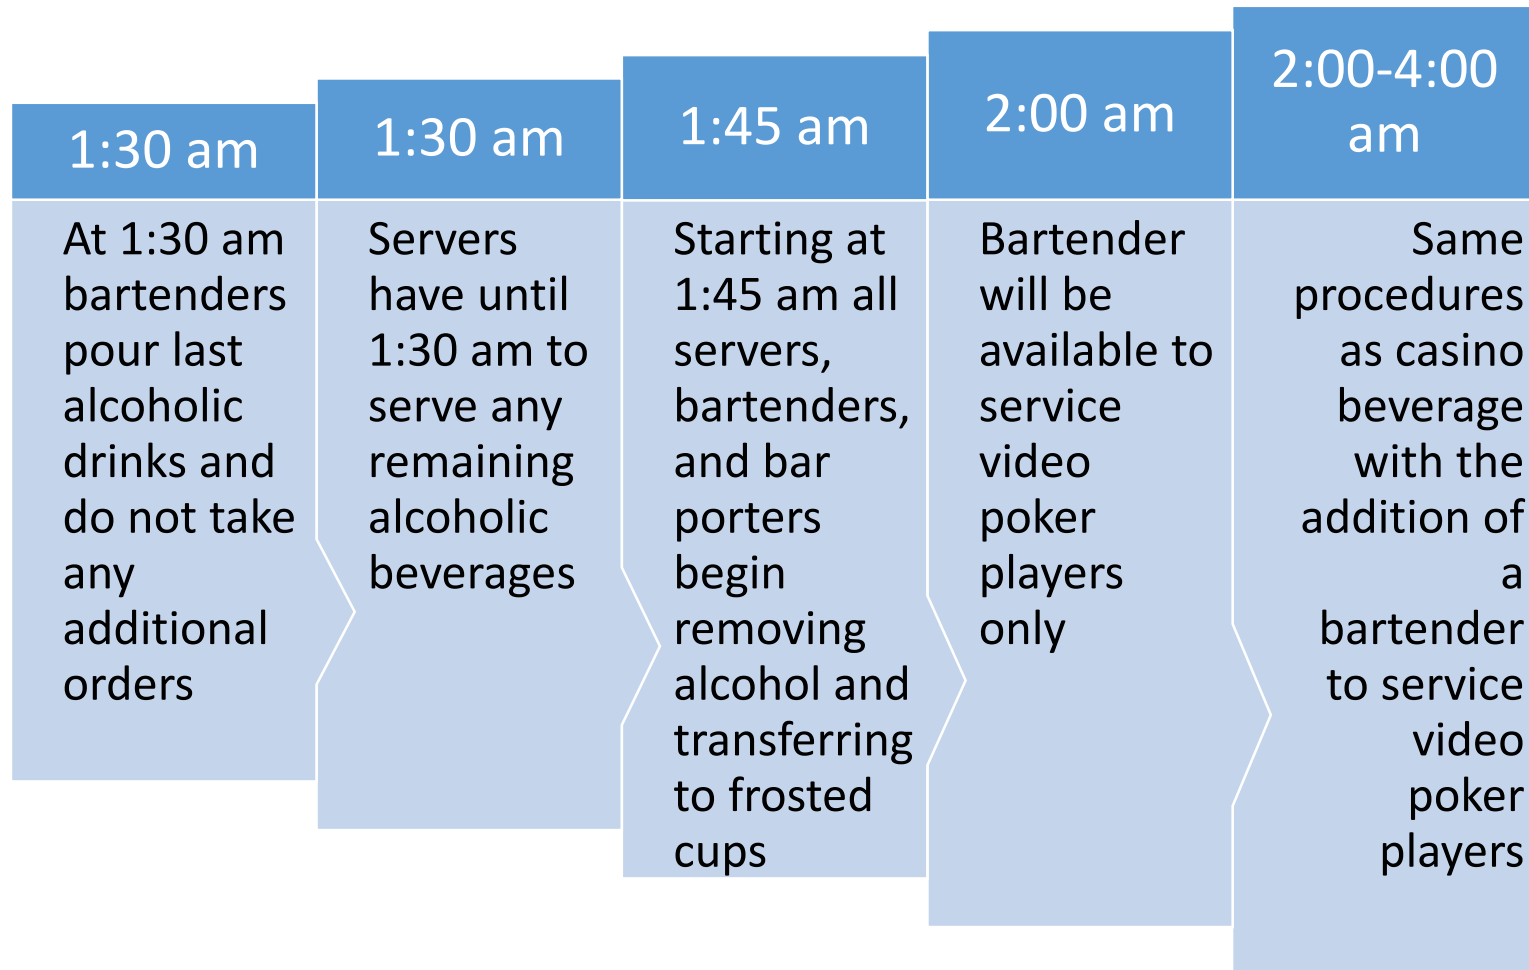 1:30 am
At 1:30 am
bartenders
pour last
alcoholic
drinks and
do not take
any
additional
orders
1:30 am
Servers
have until
1:30 am to
serve any
remaining
alcoholic
beverages
1:45 am
Starting at
1:45 am all
servers,
bartenders,
and bar
porters
begin
removing
alcohol and
transferring
to frosted
cups
2:00 am
Bartender
will be
available to
service
video
poker
players
only
2:00-4:00
am
Same
procedures
as casino
beverage
with the
addition of
a
bartender
to service
video
poker
players